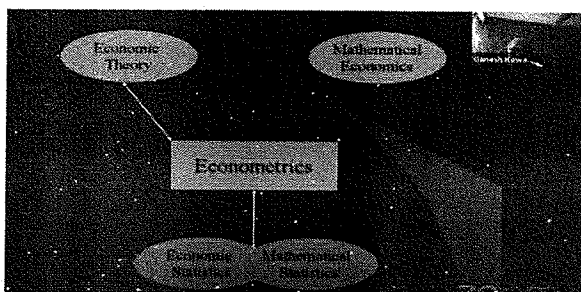 Economic
Theory
Mathematical
Economics
Econometrics
Economic
Statistics
Mathematical
Statistics